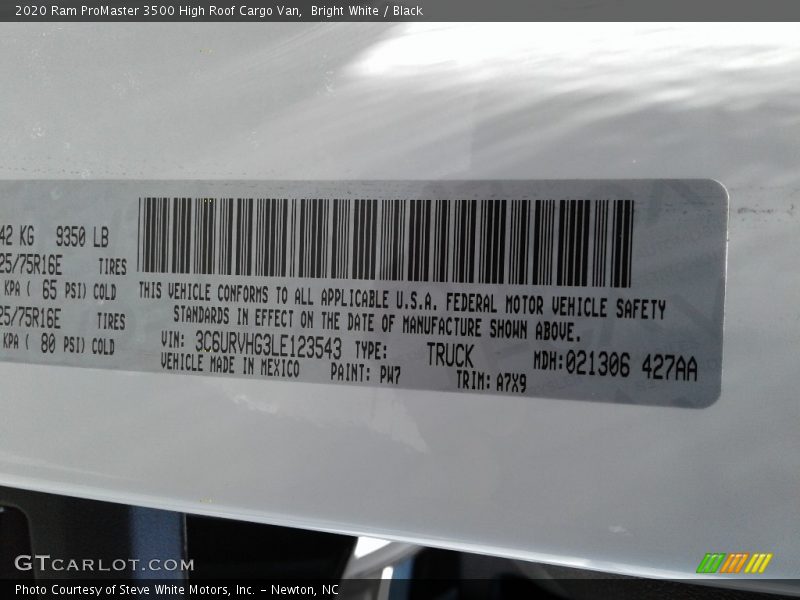 2020 Ram ProMaster 3500 High Roof Cargo Van,  Bright White / Black
42 KG  9350 LB
25/75R16E  TIRES
KPA ( 65 PSI) COLD
25/75R16E  TIRES
KPA ( 80 PSI) COLD
THIS VEHICLE CONFORMS TO ALL APPLICABLE U.S.A. FEDERAL MOTOR VEHICLE SAFETY
STANDARDS IN EFFECT ON THE DATE OF MANUFACTURE SHOWN ABOVE.
VIN: 3C6URVHG3LE123543 TYPE: TRUCK MDH:021306 427AA
VEHICLE MADE IN MEXICO PAINT: PW7 TRIM: A7X9
GTCARLOT.COM
Photo Courtesy of Steve White Motors, Inc. - Newton, NC